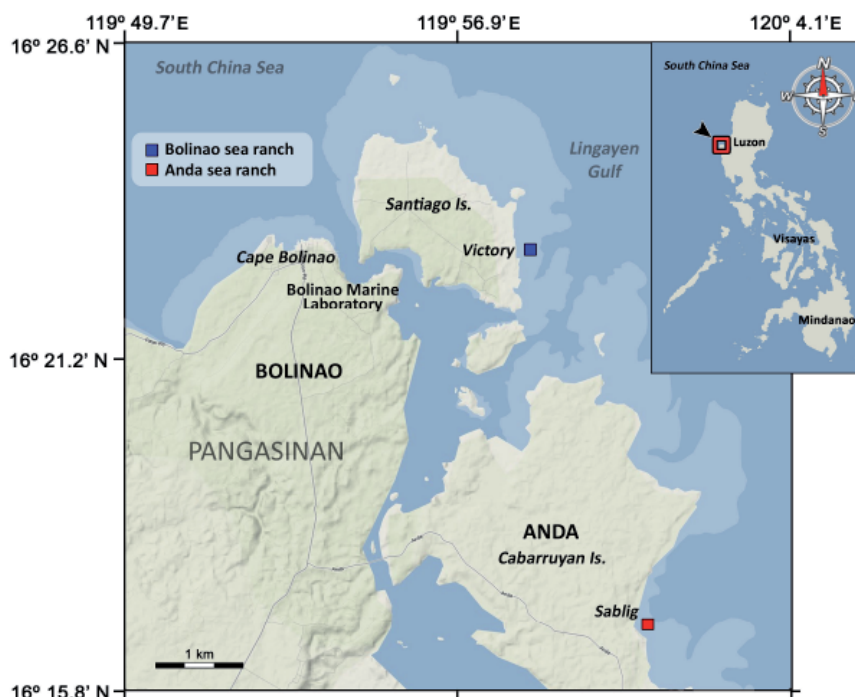 119º 49.7’E
119º 56.9’E
120º 4.1’E
16º 26.6’ N
South China Sea
Bolinao sea ranch
Anda sea ranch
Lingayen
Gulf
Santiago Is.
Victory
Cape Bolinao
Bolinao Marine
Laboratory
16º 21.2’ N
BOLINAO
PANGASINAN
ANDA
Cabarruyan Is.
Sablig
1 km
16º 15.8’ N
South China Sea
N
W
E
S
Luzon
Visayas
Mindanao